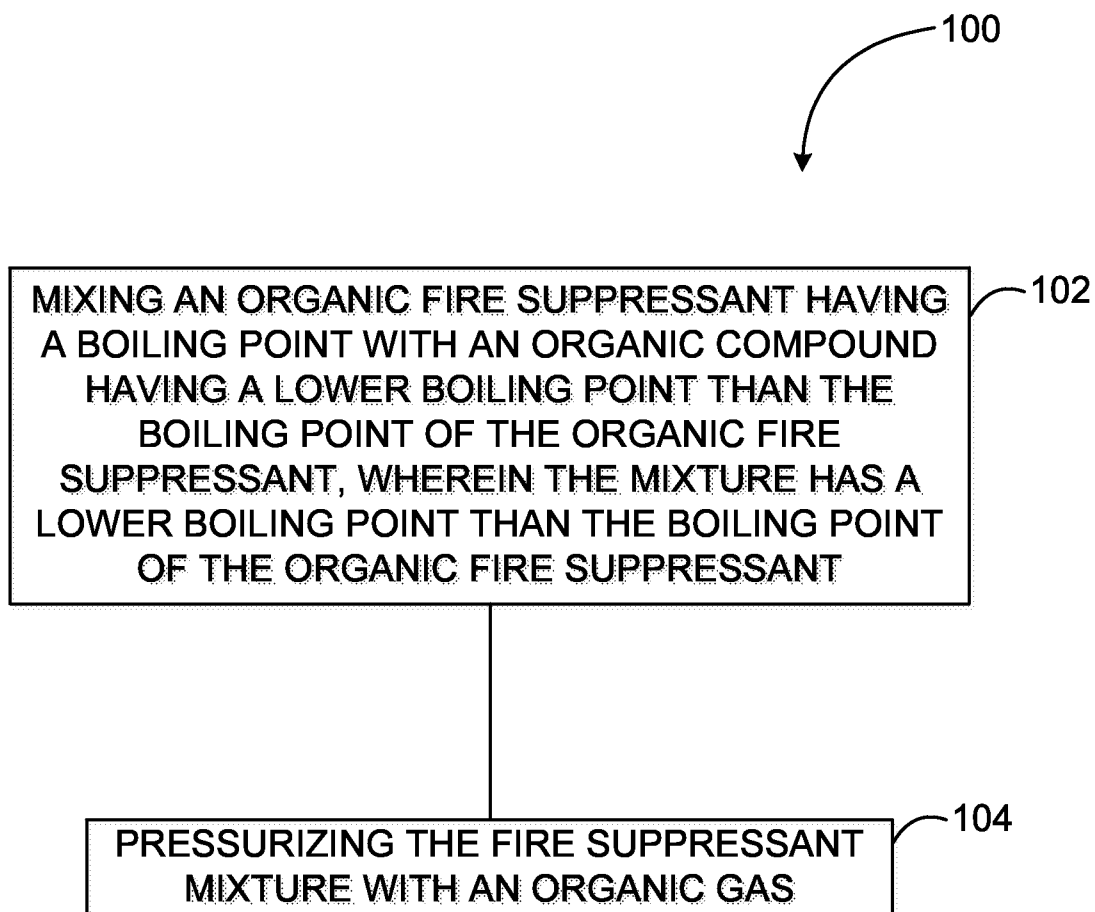 100
MIXING AN ORGANIC FIRE SUPPRESSANT HAVING
A BOILING POINT WITH AN ORGANIC COMPOUND
HAVING A LOWER BOILING POINT THAN THE
BOILING POINT OF THE ORGANIC FIRE
SUPPRESSANT, WHEREIN THE MIXTURE HAS A
LOWER BOILING POINT THAN THE BOILING POINT
OF THE ORGANIC FIRE SUPPRESSANT
102
PRESSURIZING THE FIRE SUPPRESSANT
MIXTURE WITH AN ORGANIC GAS
104